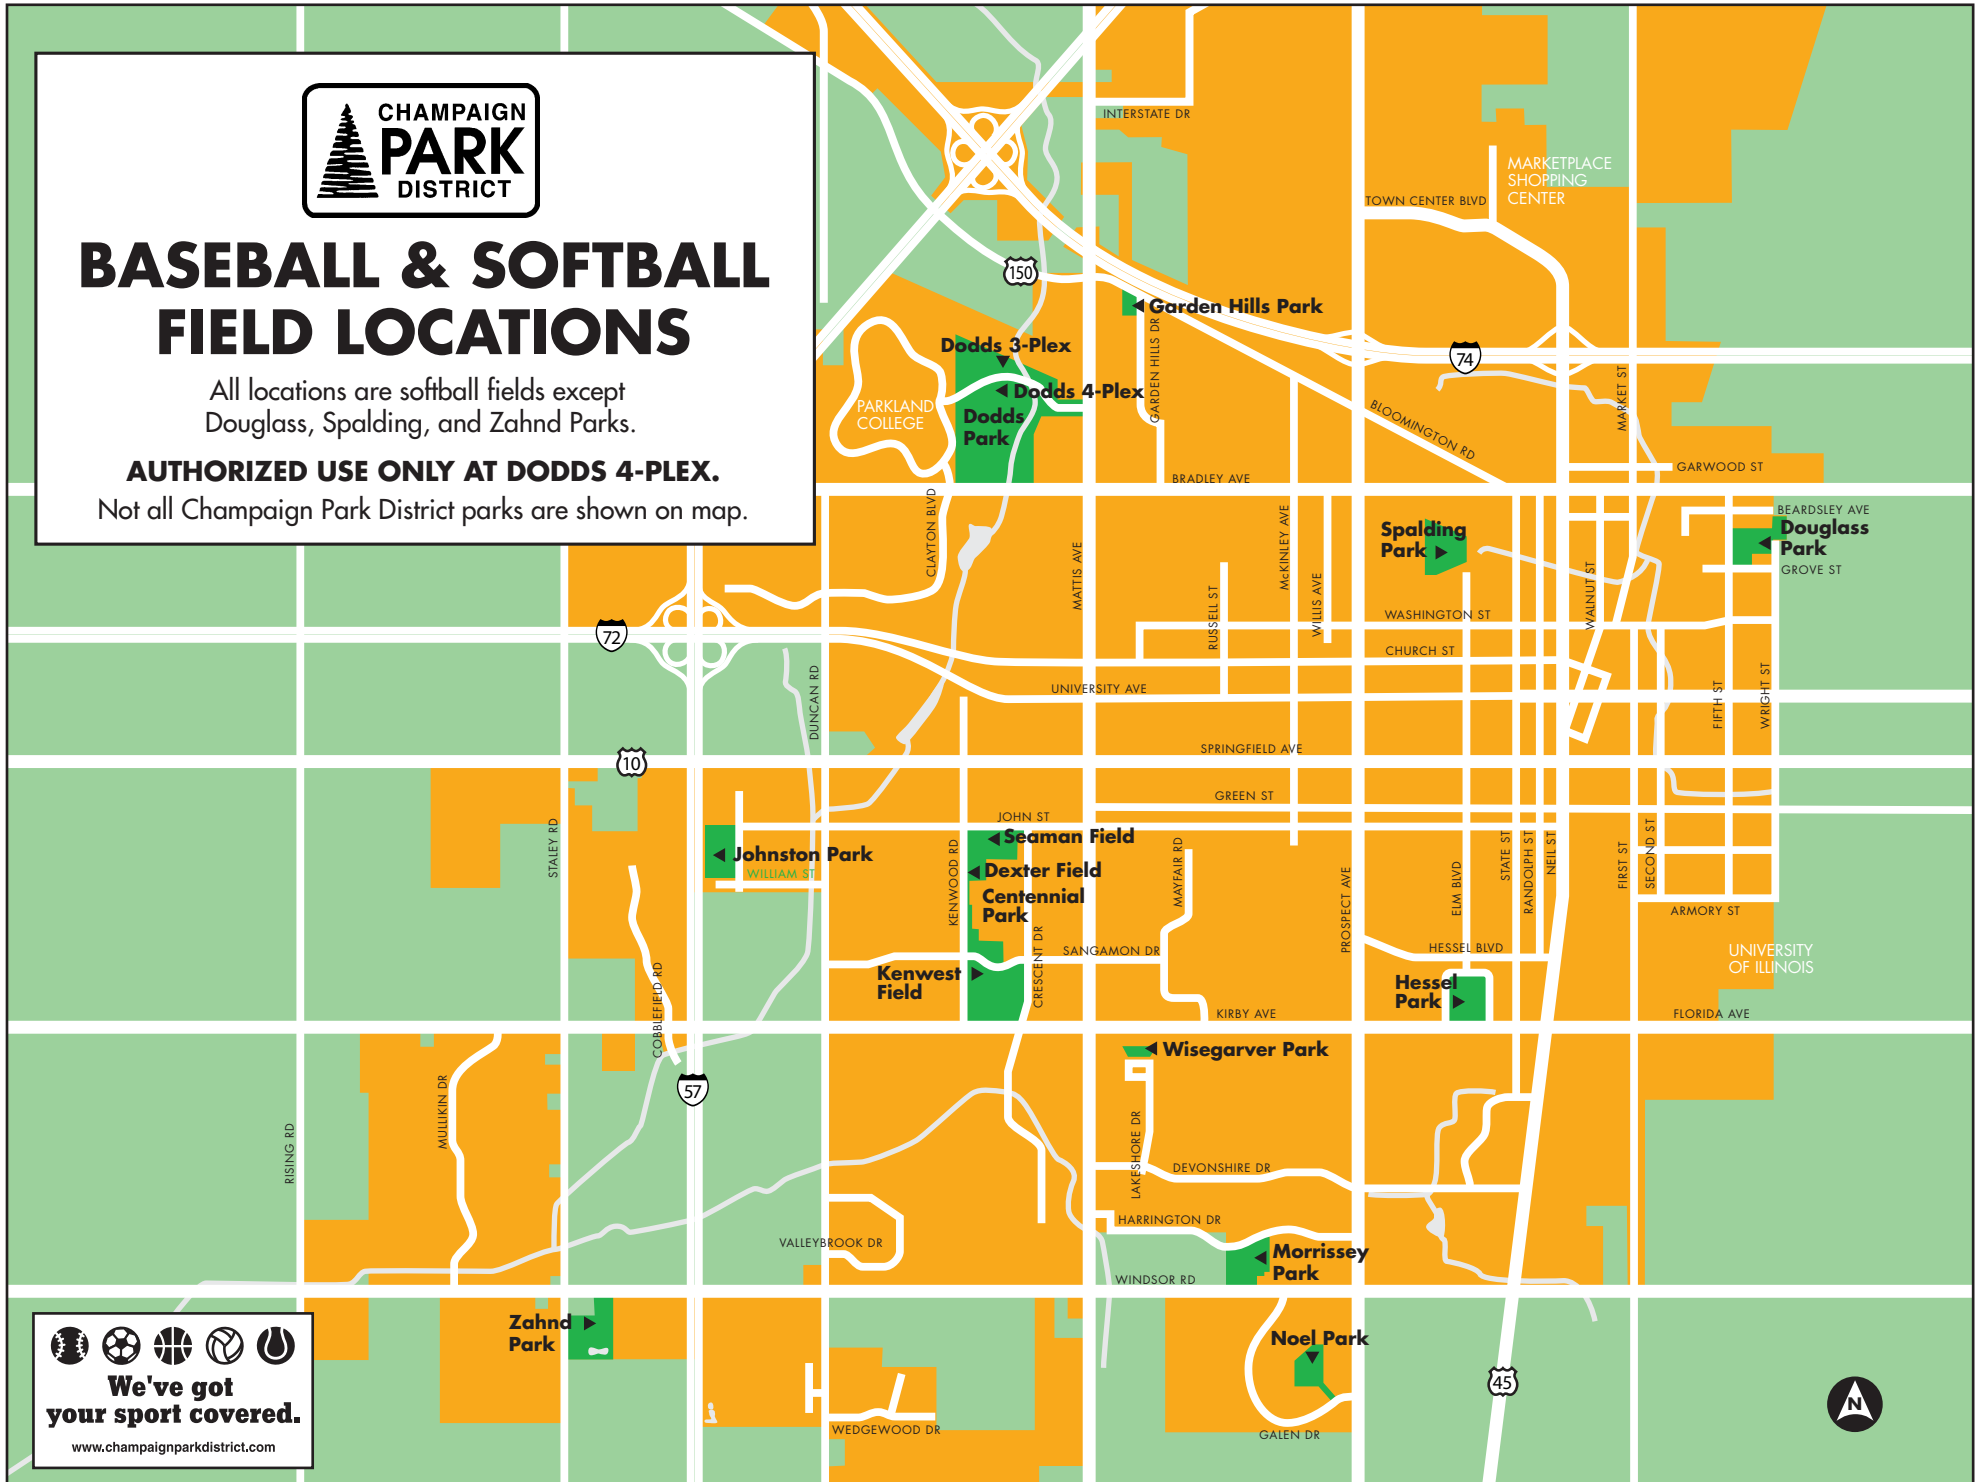 CHAMPAIGN
PARK
DISTRICT
BASEBALL & SOFTBALL
FIELD LOCATIONS
All locations are softball fields except
Douglass, Spalding, and Zahnd Parks.
AUTHORIZED USE ONLY AT DODDS 4-PLEX.
Not all Champaign Park District parks are shown on map.
INTERSTATE DR
MARKETPLACE
SHOPPING
CENTER
TOWN CENTER BLVD
150
Garden Hills Park
GARDEN HILLS DR
Dodds 3-Plex
74
Dodds 4-Plex
PARKLAND
COLLEGE
Dodds
Park
MARKET ST
BLOOMINGTON RD
GARWOOD ST
BRADLEY AVE
CLAYTON BLVD
MATTIS AVE
McKINLEY AVE
Spalding
Park
BEARDSLEY AVE
Douglass
Park
GROVE ST
RUSSELL ST
WILLIS AVE
WALNUT ST
WASHINGTON ST
72
CHURCH ST
DUNCAN RD
UNIVERSITY AVE
FIFTH ST
WRIGHT ST
10
SPRINGFIELD AVE
GREEN ST
JOHN ST
Seaman Field
STALEY RD
Johnston Park
WILLIAM ST
KENWOOD RD
Dexter Field
Centennial
Park
MAYFAIR RD
PROSPECT AVE
ELM BLVD
STATE ST
RANDOLPH ST
NEIL ST
FIRST ST
SECOND ST
ARMORY ST
CRESCENT DR
SANGAMON DR
HESSEL BLVD
UNIVERSITY
OF ILLINOIS
Kenwest
Field
Hessel
Park
COBBLEFIELD RD
KIRBY AVE
FLORIDA AVE
Wisegarver Park
57
MULLIKIN DR
RISING RD
LAKESHORE DR
DEVONSHIRE DR
HARRINGTON DR
VALLEYBROOK DR
Morrissey
Park
WINDSOR RD
Zahnd
Park
Noel Park
45
WEDGEWOOD DR
GALEN DR
N
We've got
your sport covered.
www.champaignparkdistrict.com